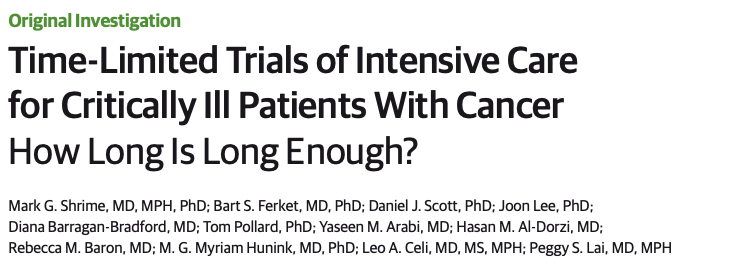 Original Investigation
Time-Limited Trials of Intensive Care
for Critically Ill Patients With Cancer
How Long Is Long Enough?
Mark G. Shrime, MD, MPH, PhD; Bart S. Ferket, MD, PhD; Daniel J. Scott, PhD; Joon Lee, PhD;
Diana Barragan-Bradford, MD; Tom Pollard, PhD; Yaseen M. Arabi, MD; Hasan M. Al-Dorzi, MD;
Rebecca M. Baron, MD; M. G. Myriam Hunink, MD, PhD; Leo A. Celi, MD, MS, MPH; Peggy S. Lai, MD, MPH